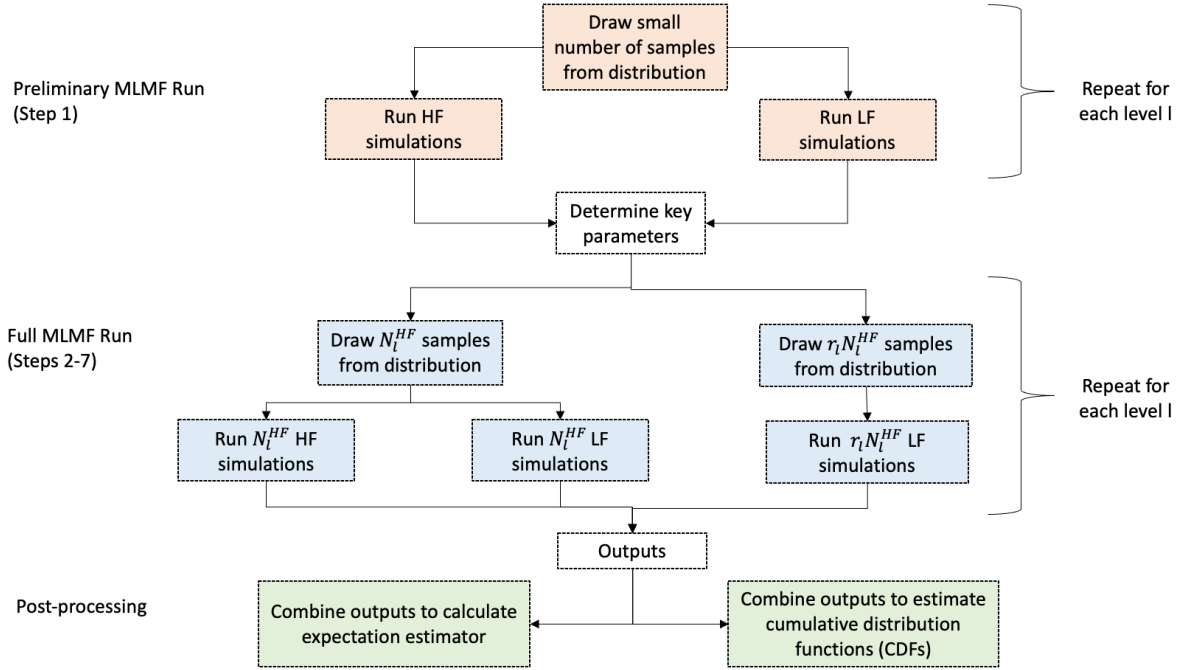 Draw small
number of samples
from distribution
Preliminary MLMF Run
(Step 1)
Run HF
simulations
Run LF
simulations
Repeat for
each level l
Determine key
parameters
Full MLMF Run
(Steps 2-7)
Draw $N_l^{HF}$ samples
from distribution
Draw $r_l N_l^{HF}$ samples
from distribution
Repeat for
each level l
Run $N_l^{HF}$ HF
simulations
Run $N_l^{HF}$ LF
simulations
Run $r_l N_l^{HF}$ LF
simulations
Outputs
Post-processing
Combine outputs to calculate
expectation estimator
Combine outputs to estimate
cumulative distribution
functions (CDFs)